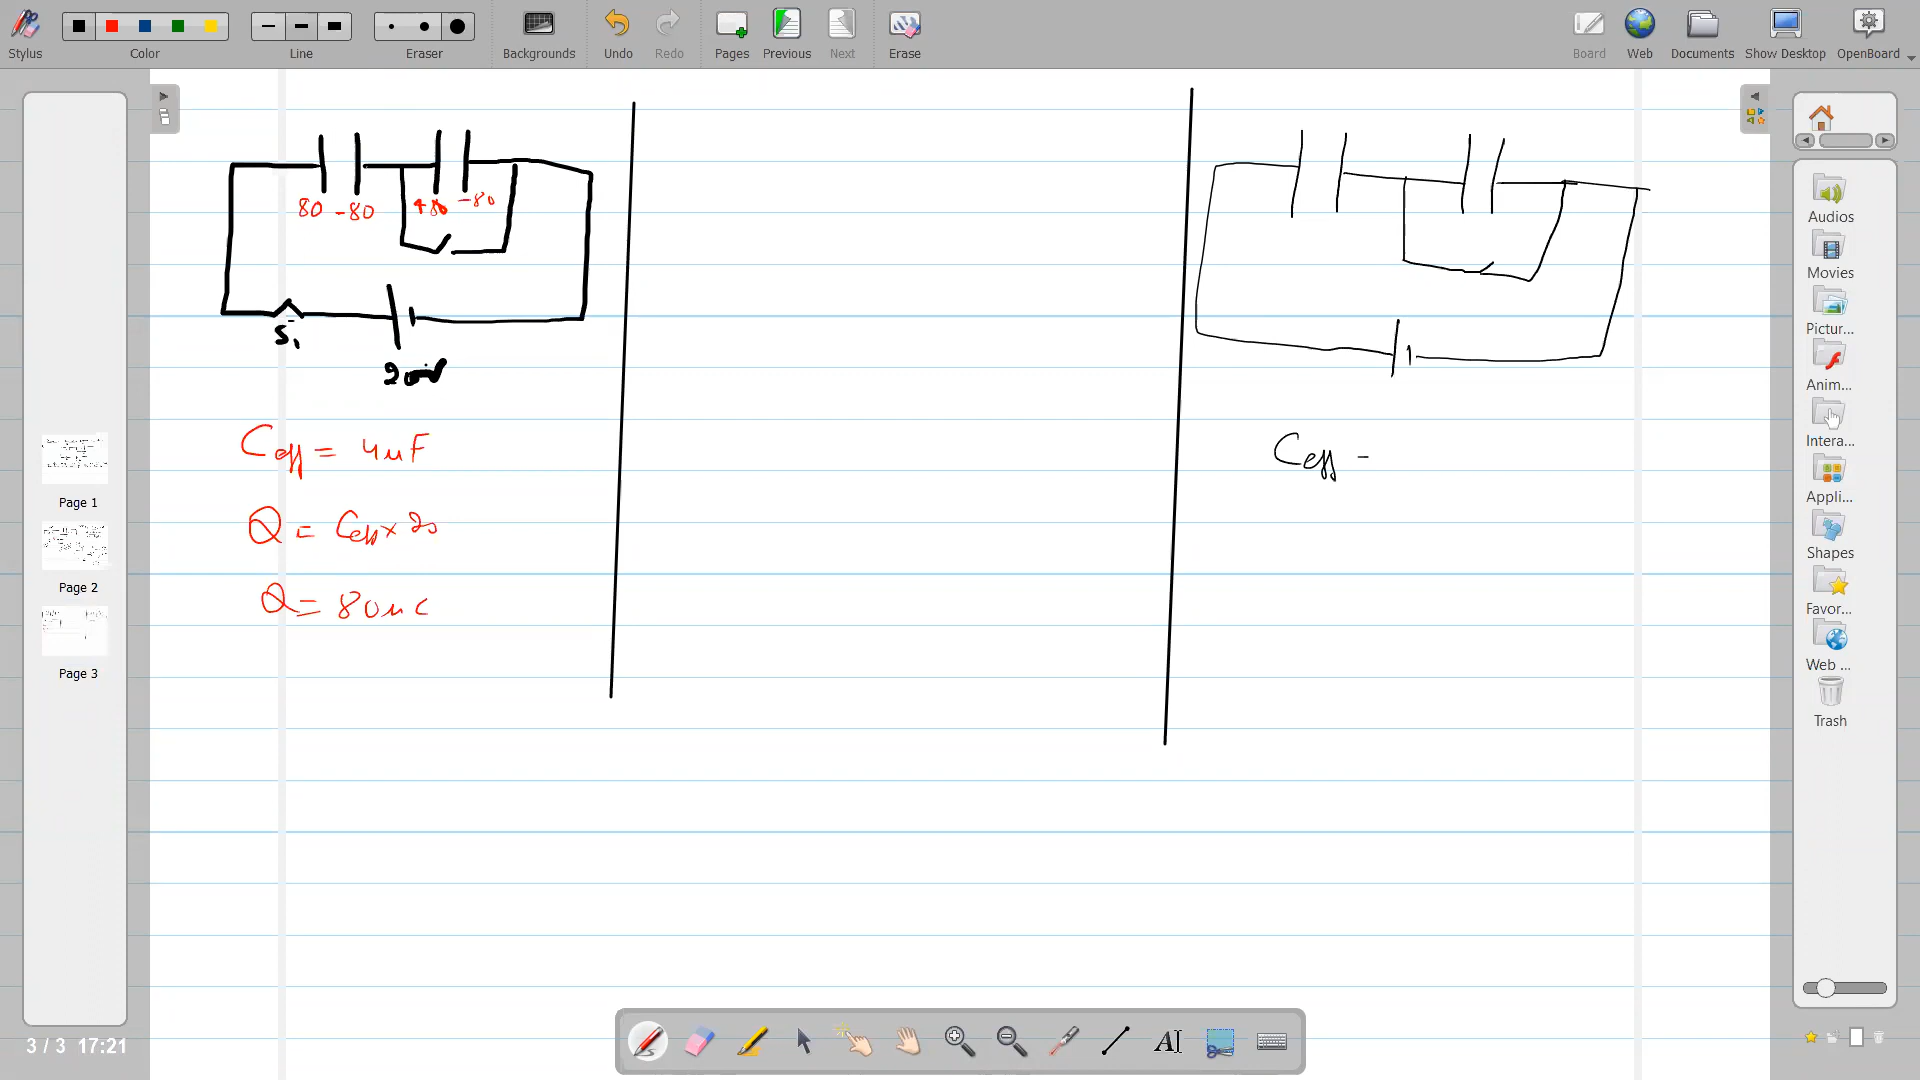 Stylus
Color
Line
Eraser
Backgrounds
Undo
Redo
Pages
Previous
Next
Erase
Board
Web
Documents
Show Desktop
OpenBoard
80 -80 +80 -80
S1
20
Ceff = 4uF
Q = Ceff x 20
Q = 80uC
Ceff -
Page 1
Page 2
Page 3
3 / 3 17:21
Audios
Movies
Pictur...
Anim...
Intera...
Appli...
Shapes
Favor...
Web ...
Trash